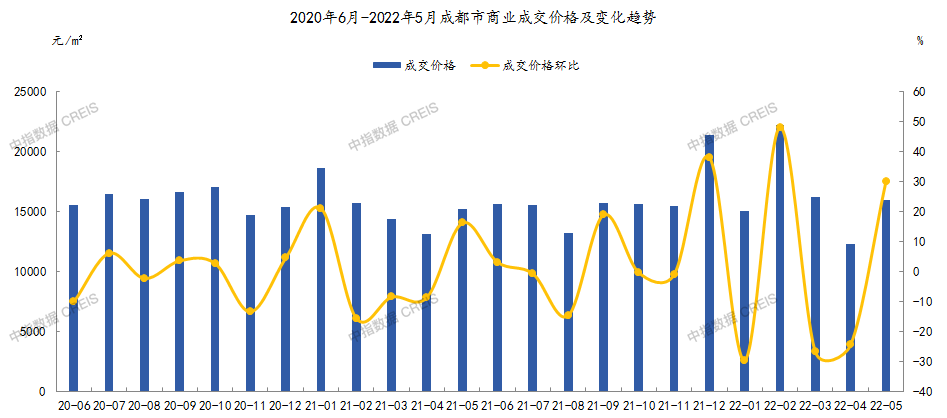 2020年6月-2022年5月成都市商业成交价格及变化趋势
元/㎡
%
成交价格
成交价格环比
25000
20000
15000
10000
5000
0
60
50
40
30
20
10
0
-10
-20
-30
-40
中指数据 CREIS
中指数据 CREIS
中指数据 CREIS
中指数据 CREIS
中指数据 CREIS
中指数据 CREIS
20-06 20-07 20-08 20-09 20-10 20-11 20-12 21-01 21-02 21-03 21-04 21-05 21-06 21-07 21-08 21-09 21-10 21-11 21-12 22-01 22-02 22-03 22-04 22-05